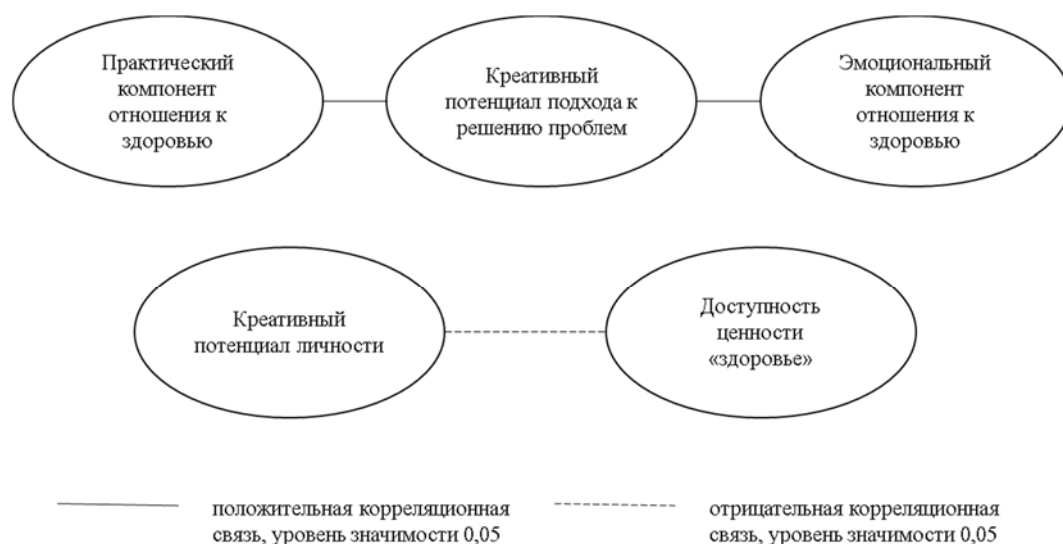 Практический
компонент
отношения к
здоровью
Креативный
потенциал подхода к
решению проблем
Эмоциональный
компонент
отношения к
здоровью
Креативный
потенциал личности
Доступность
ценности
«здоровье»
положительная корреляционная
связь, уровень значимости 0,05
отрицательная корреляционная
связь, уровень значимости 0,05